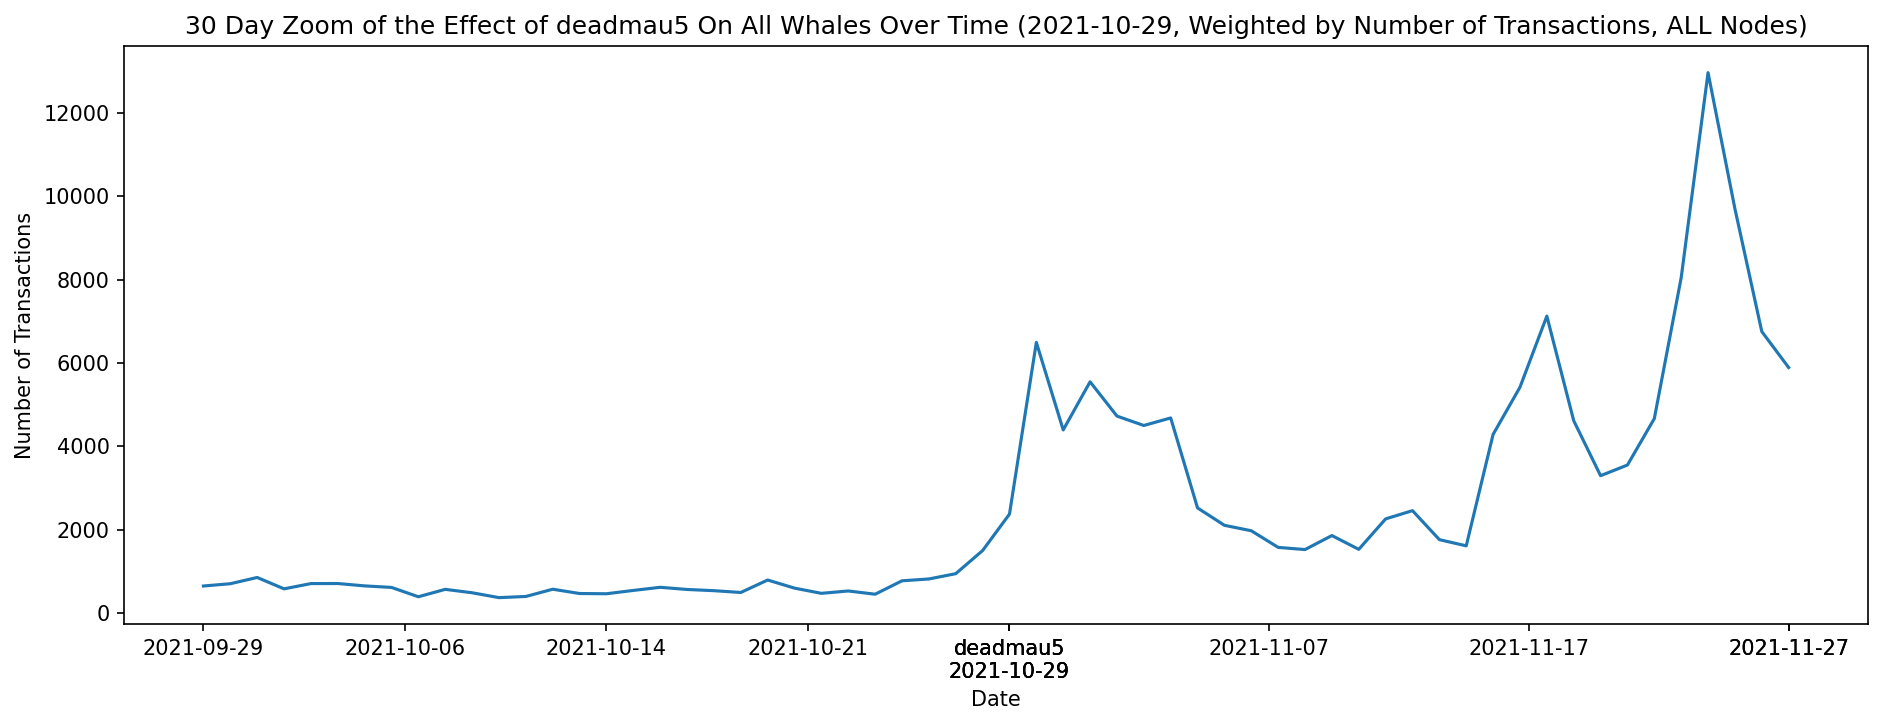 30 Day Zoom of the Effect of deadmau5 On All Whales Over Time (2021-10-29, Weighted by Number of Transactions, ALL Nodes)
Number of Transactions
12000
10000
8000
6000
4000
2000
0
2021-09-29 2021-10-06 2021-10-14 2021-10-21 deadmau5 2021-11-07 2021-11-17 2021-11-27
2021-10-29
Date